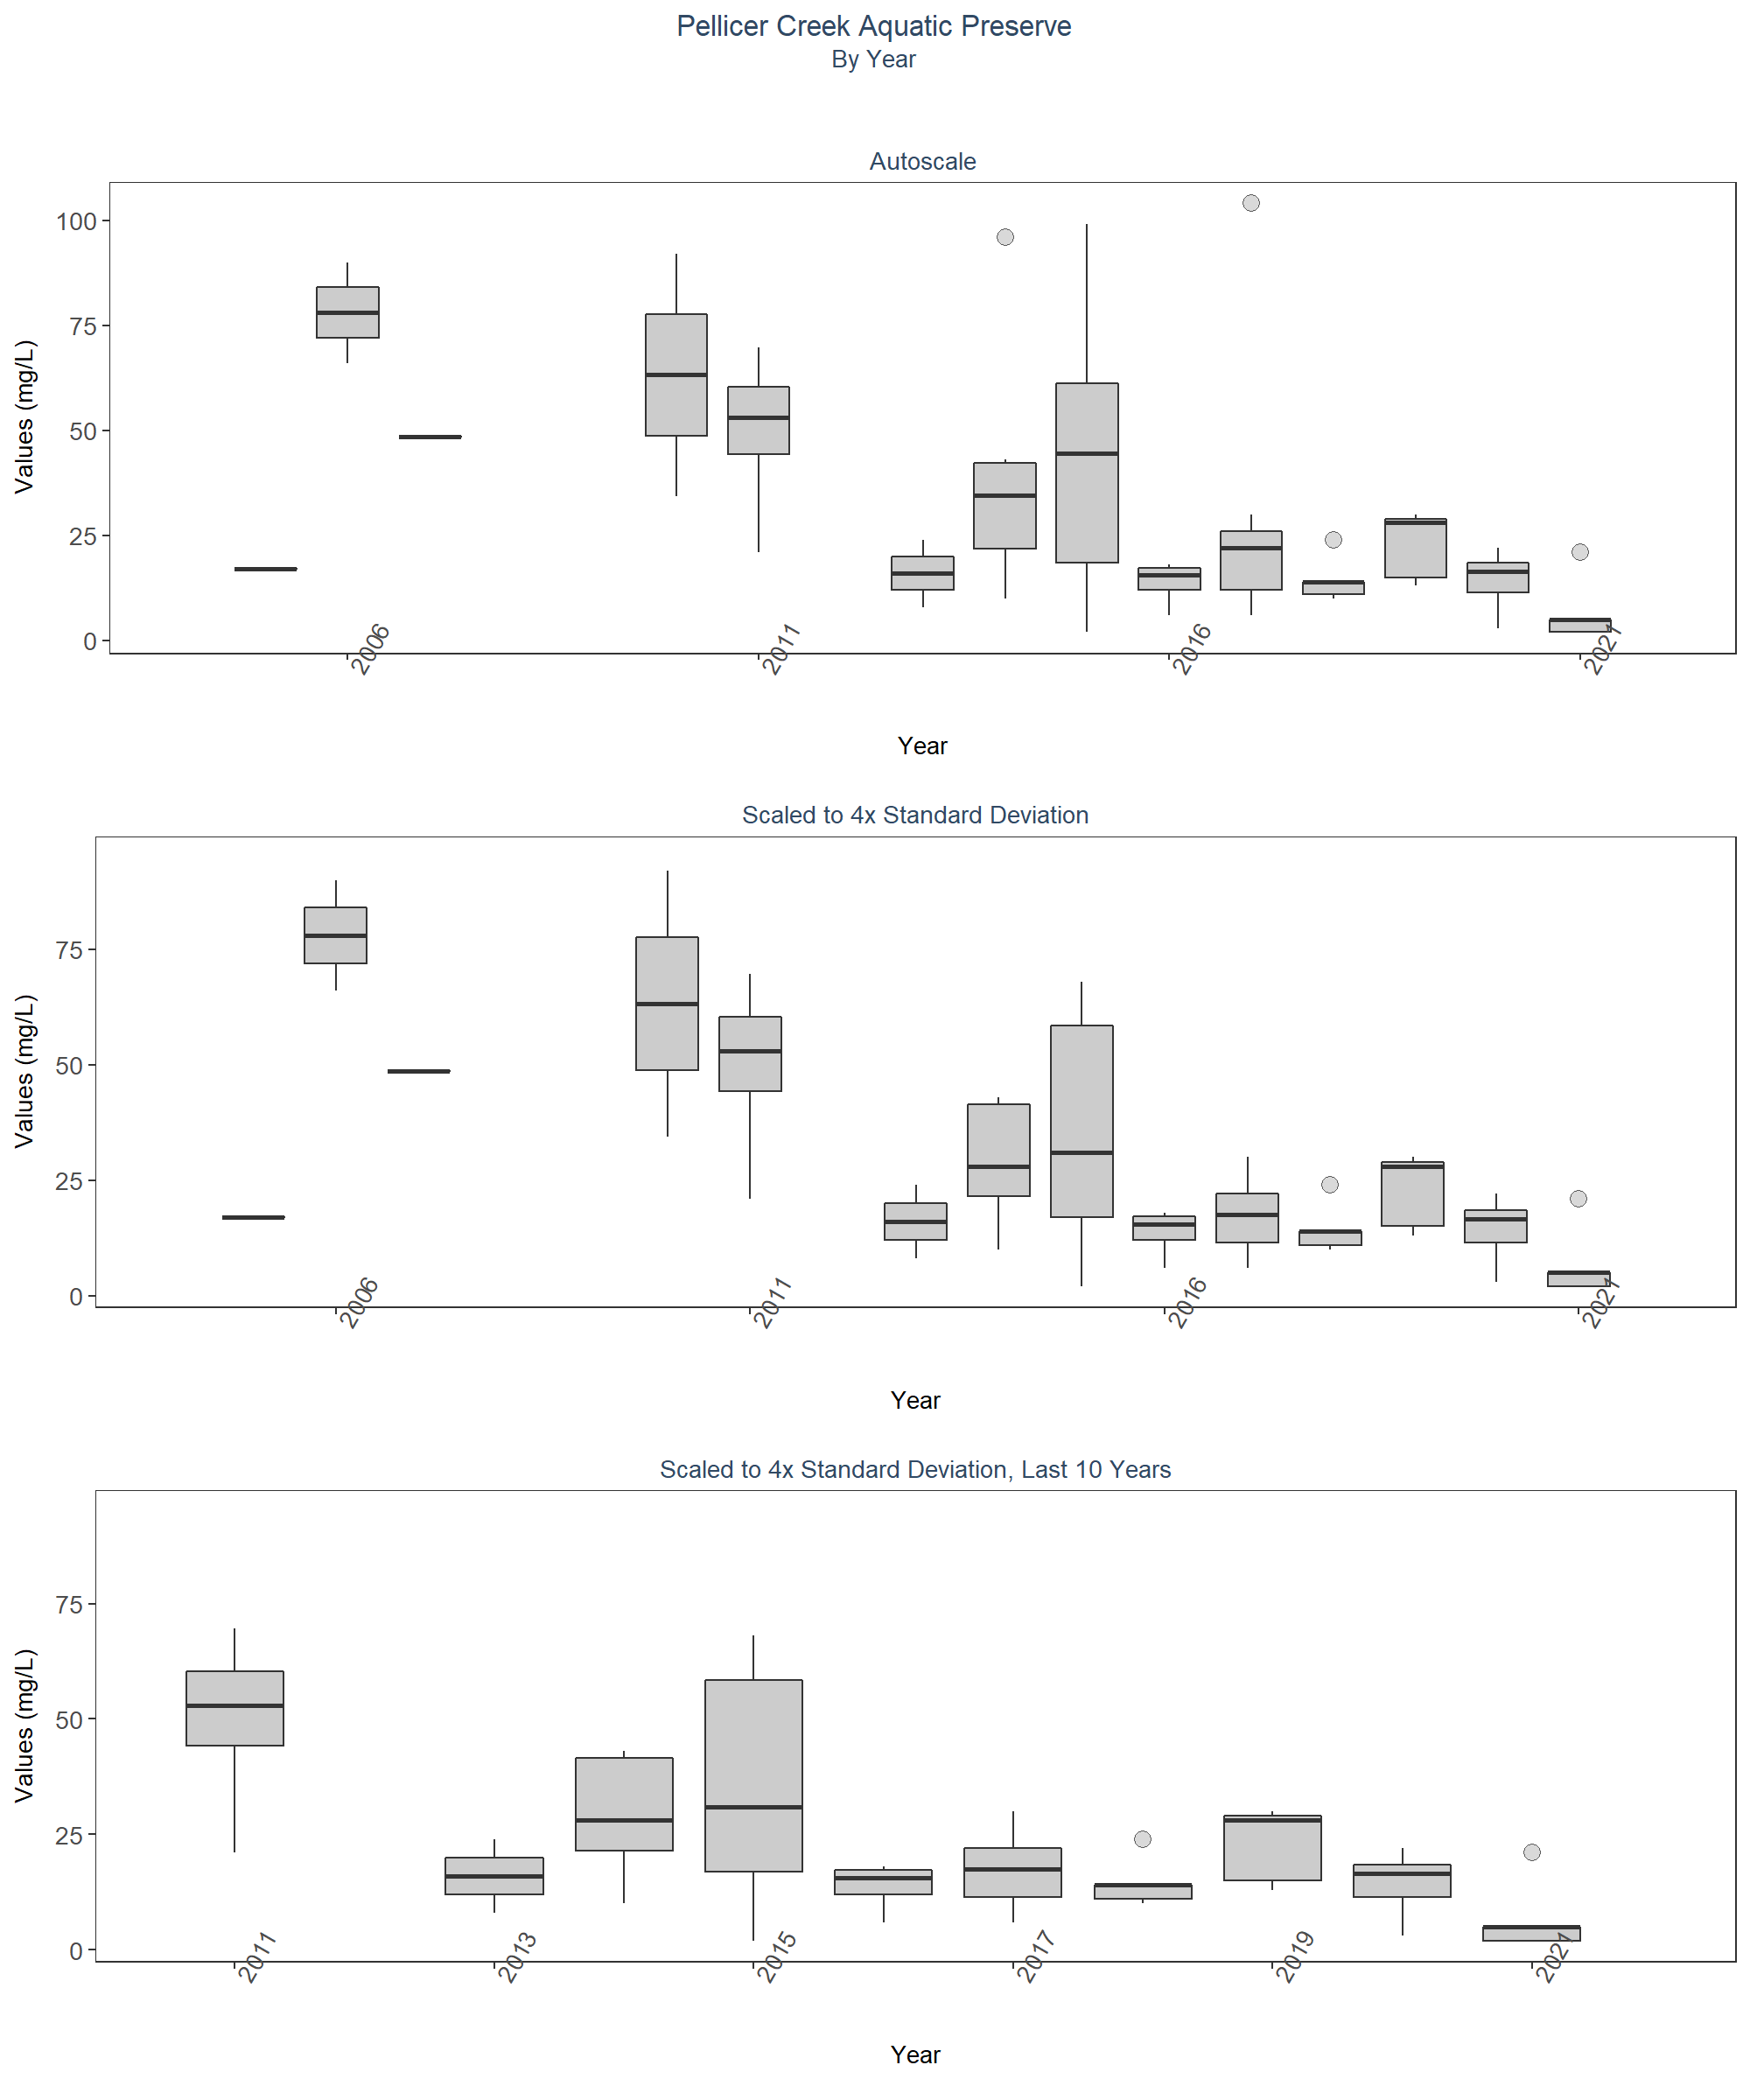 Pellicer Creek Aquatic Preserve
By Year
Autoscale
100
75
50
25
0
Values (mg/L)
2006
2011
2016
2021
Year
Scaled to 4x Standard Deviation
75
50
25
0
Values (mg/L)
2006
2011
2016
2021
Year
Scaled to 4x Standard Deviation, Last 10 Years
75
50
25
0
Values (mg/L)
2011
2013
2015
2017
2019
2021
Year